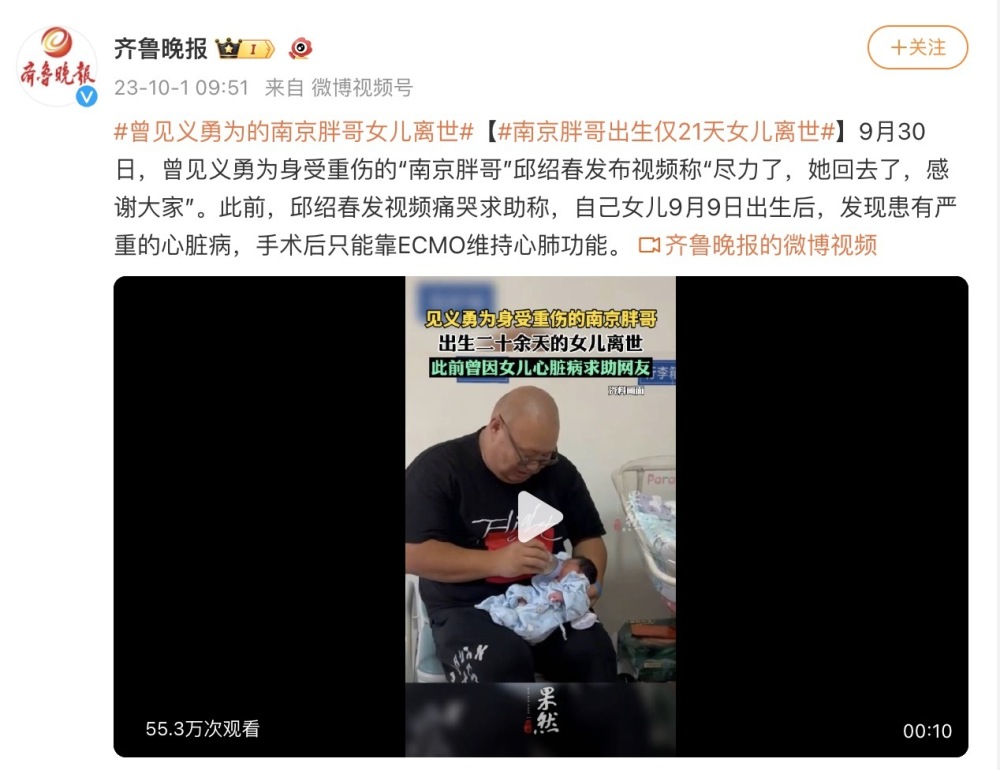 齐鲁晚报
齐鲁晚报
I
+关注
23-10-1 09:51 来自 微博视频号
#曾见义勇为的南京胖哥女儿离世#【#南京胖哥出生仅21天女儿离世#】9月30
日，曾见义勇为身受重伤的“南京胖哥”邱绍春发布视频称“尽力了，她回去了，感
谢大家”。此前，邱绍春发视频痛哭求助称，自己女儿9月9日出生后，发现患有严
重的心脏病，手术后只能靠ECMO维持心肺功能。 齐鲁晚报的微博视频
见义勇为身受重伤的南京胖哥
出生二十余天的女儿离世
此前曾因女儿心脏病求助网友
资料画面
Para
果然
果然
55.3万次观看
00:10